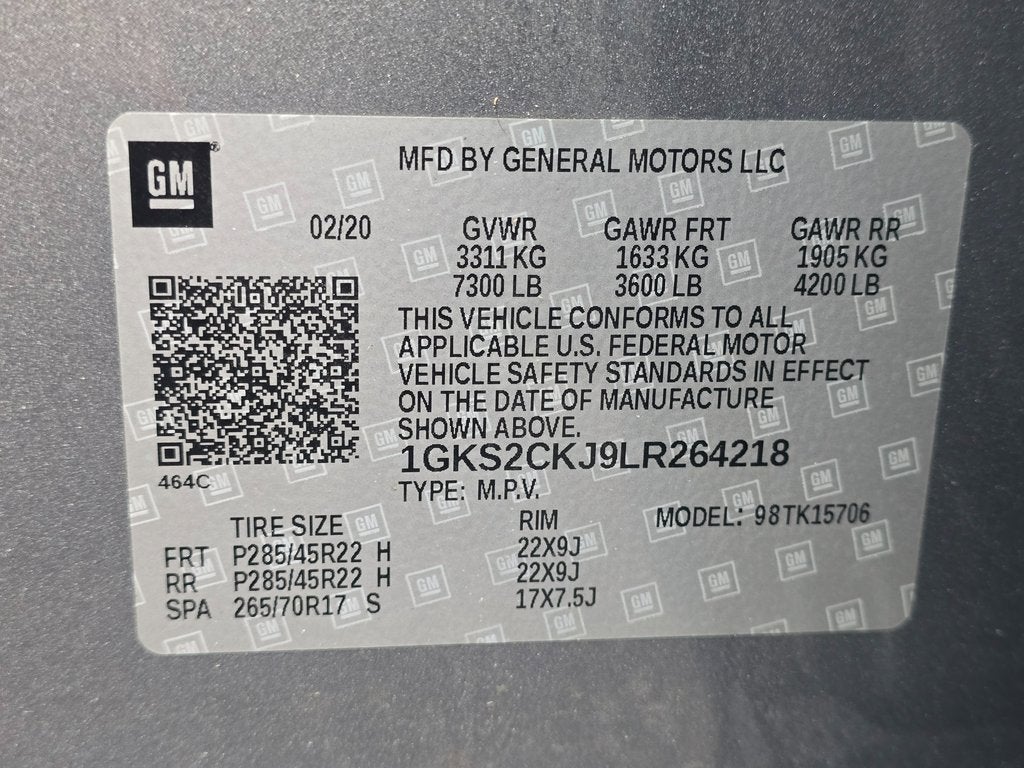 GM
MFD BY GENERAL MOTORS LLC
02/20 GVWR GAWR FRT GAWR RR
3311 KG 1633 KG 1905 KG
7300 LB 3600 LB 4200 LB
THIS VEHICLE CONFORMS TO ALL
APPLICABLE U.S. FEDERAL MOTOR
VEHICLE SAFETY STANDARDS IN EFFECT
ON THE DATE OF MANUFACTURE
SHOWN ABOVE.
1GKS2CKJ9LR264218
464C
TYPE: M.P.V.
TIRE SIZE RIM MODEL: 98TK15706
FRT P285/45R22 H 22X9J
RR P285/45R22 H 22X9J
SPA 265/70R17 S 17X7.5J